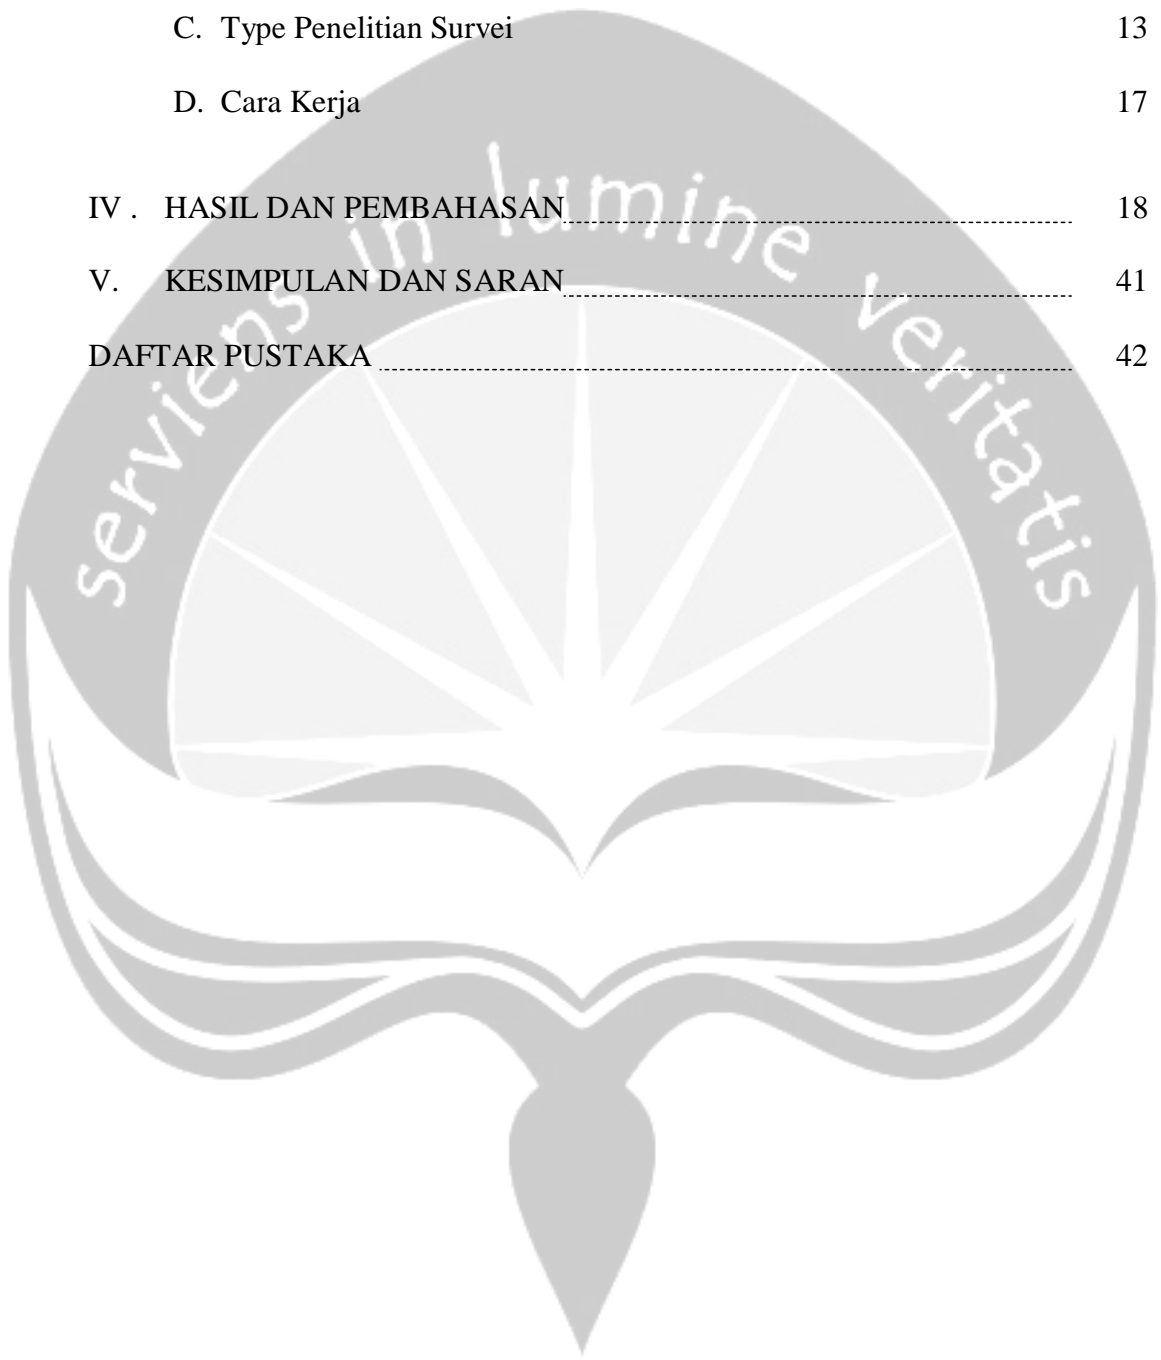 C. Type Penelitian Survei 13
D. Cara Kerja 17
IV . HASIL DAN PEMBAHASAN 18
V. KESIMPULAN DAN SARAN 41
DAFTAR PUSTAKA 42
serviens in lumine veritatis